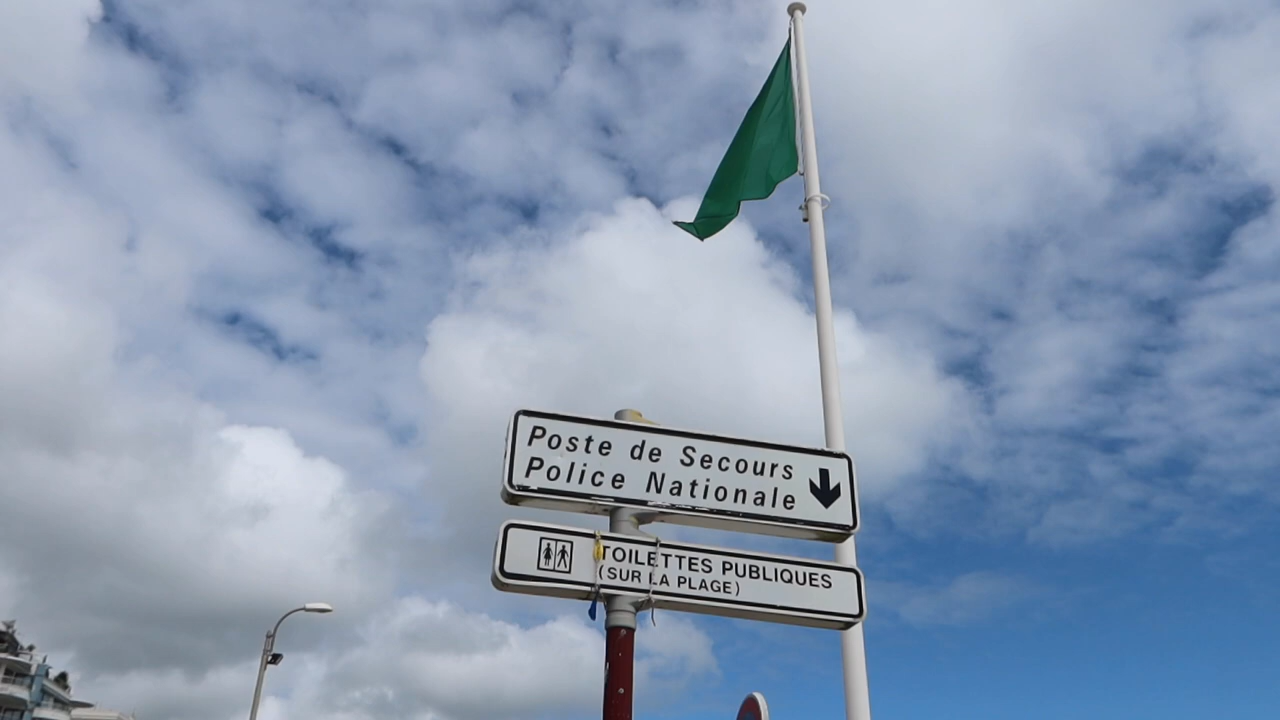 Poste de Secours
Police Nationale
TOILETTES PUBLIQUES
(SUR LA PLAGE)